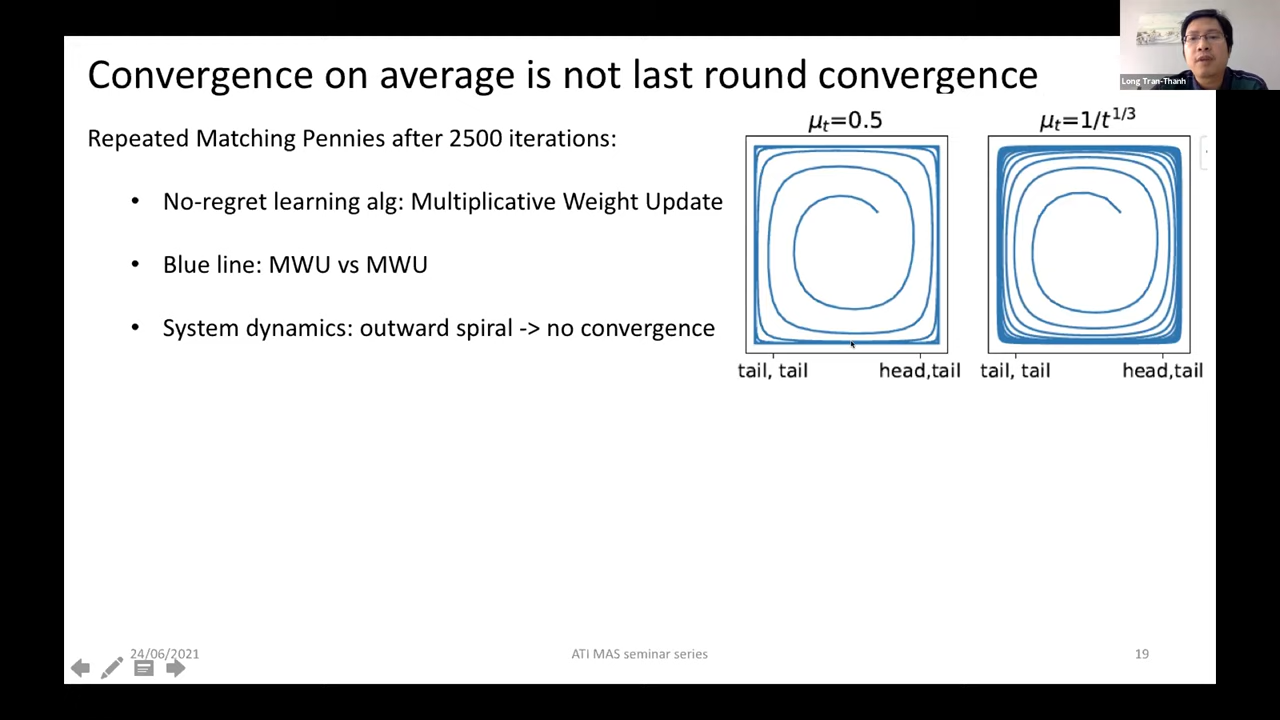 Convergence on average is not last round convergence
Long Tran-Thanh
Repeated Matching Pennies after 2500 iterations:
• No-regret learning alg: Multiplicative Weight Update
• Blue line: MWU vs MWU
• System dynamics: outward spiral -> no convergence
μₜ=0.5
μₜ=1/t^{1/3}
tail, tail head,tail
tail, tail head,tail
24/06/2021
ATI MAS seminar series
19